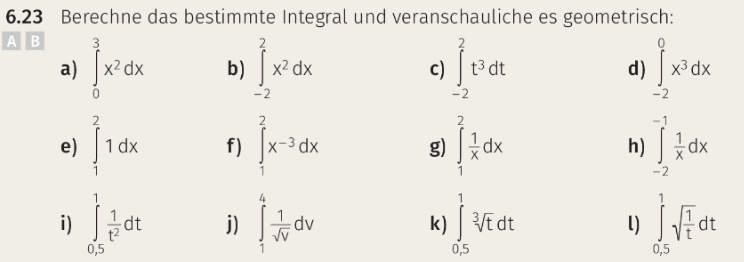 6.23 Berechne das bestimmte Integral und veranschauliche es geometrisch:
A B
a) ∫₀³ x² dx b) ∫₋₂² x² dx c) ∫₋₂² t³ dt d) ∫₋₂⁰ x³ dx
e) ∫₁² 1 dx f) ∫₁² x⁻³ dx g) ∫₁² 1/x dx h) ∫₋₂⁻¹ 1/x dx
i) ∫₀,₅¹ 1/t² dt j) ∫₁⁴ 1/√v dv k) ∫₀,₅¹ ∛t dt l) ∫₀,₅¹ √(1/t) dt